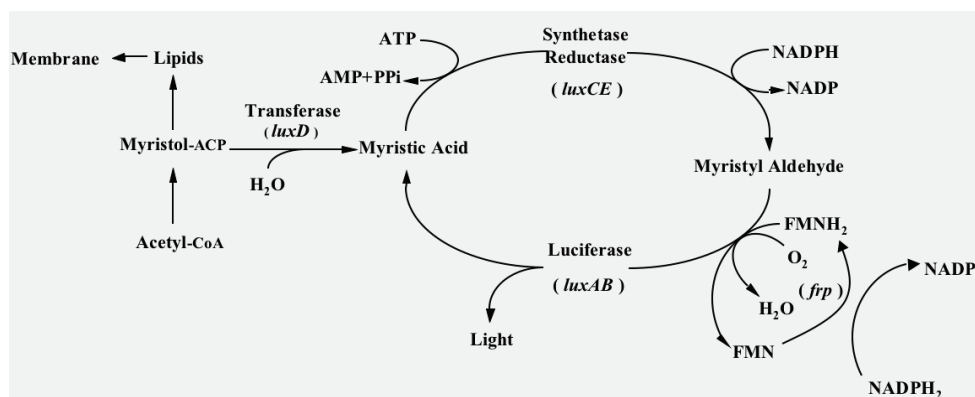 Membrane
Lipids
ATP
AMP+PPi
Synthetase
Reductase
(luxCE)
NADPH
NADP
Transferase
(luxD)
Myristol-ACP
H₂O
Myristic Acid
Myristyl Aldehyde
Acetyl-CoA
Luciferase
(luxAB)
Light
FMNH₂
O₂
H₂O
(frp)
FMN
NADP
NADPH₂